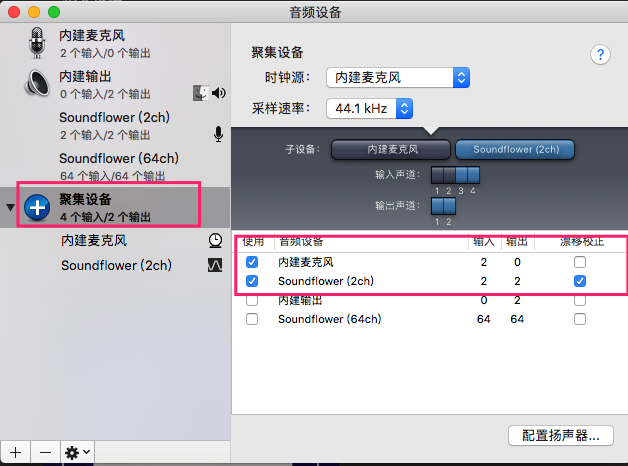 音频设备
内建麦克风
2 个输入/0 个输出
内建输出
0 个输入/2 个输出
Soundflower (2ch)
2 个输入/2 个输出
Soundflower (64ch)
64 个输入/64 个输出
聚集设备
4 个输入/2 个输出
内建麦克风
Soundflower (2ch)
聚集设备
?
时钟源： 内建麦克风
采样速率： 44.1 kHz
子设备： 内建麦克风 Soundflower (2ch)
输入声道：
1 2 3 4
输出声道：
1 2
使用 音频设备 输入 输出 漂移校正
内建麦克风 2 0
Soundflower (2ch) 2 2
内建输出 0 2
Soundflower (64ch) 64 64
配置扬声器...